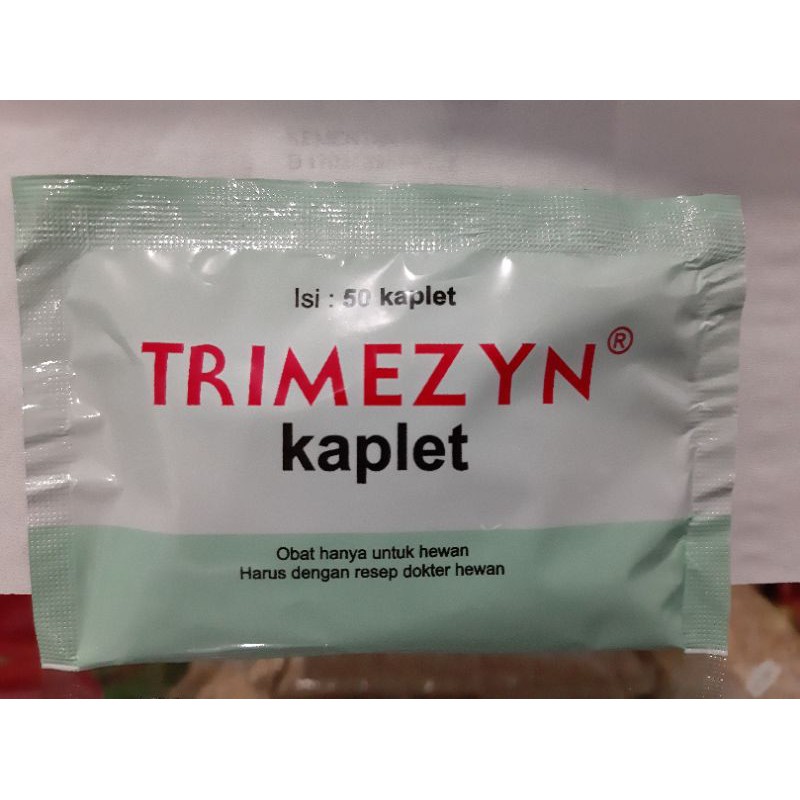 Isi : 50 kaplet
TRIMEZYN®
kaplet
Obat hanya untuk hewan
Harus dengan resep dokter hewan